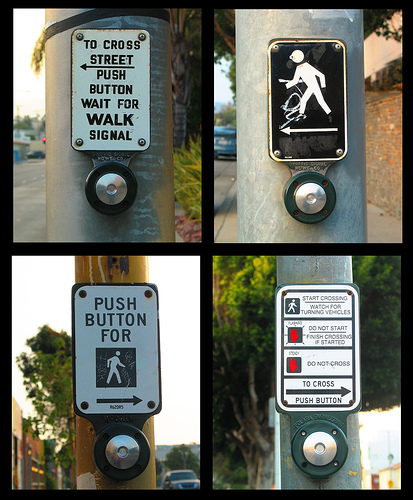 TO CROSS
STREET
PUSH
BUTTON
WAIT FOR
WALK
SIGNAL
PUSH
BUTTON
FOR
START CROSSING
WATCH FOR
TURNING VEHICLES
DO NOT START
FINISH CROSSING
IF STARTED
DO NOT CROSS
TO CROSS
PUSH BUTTON